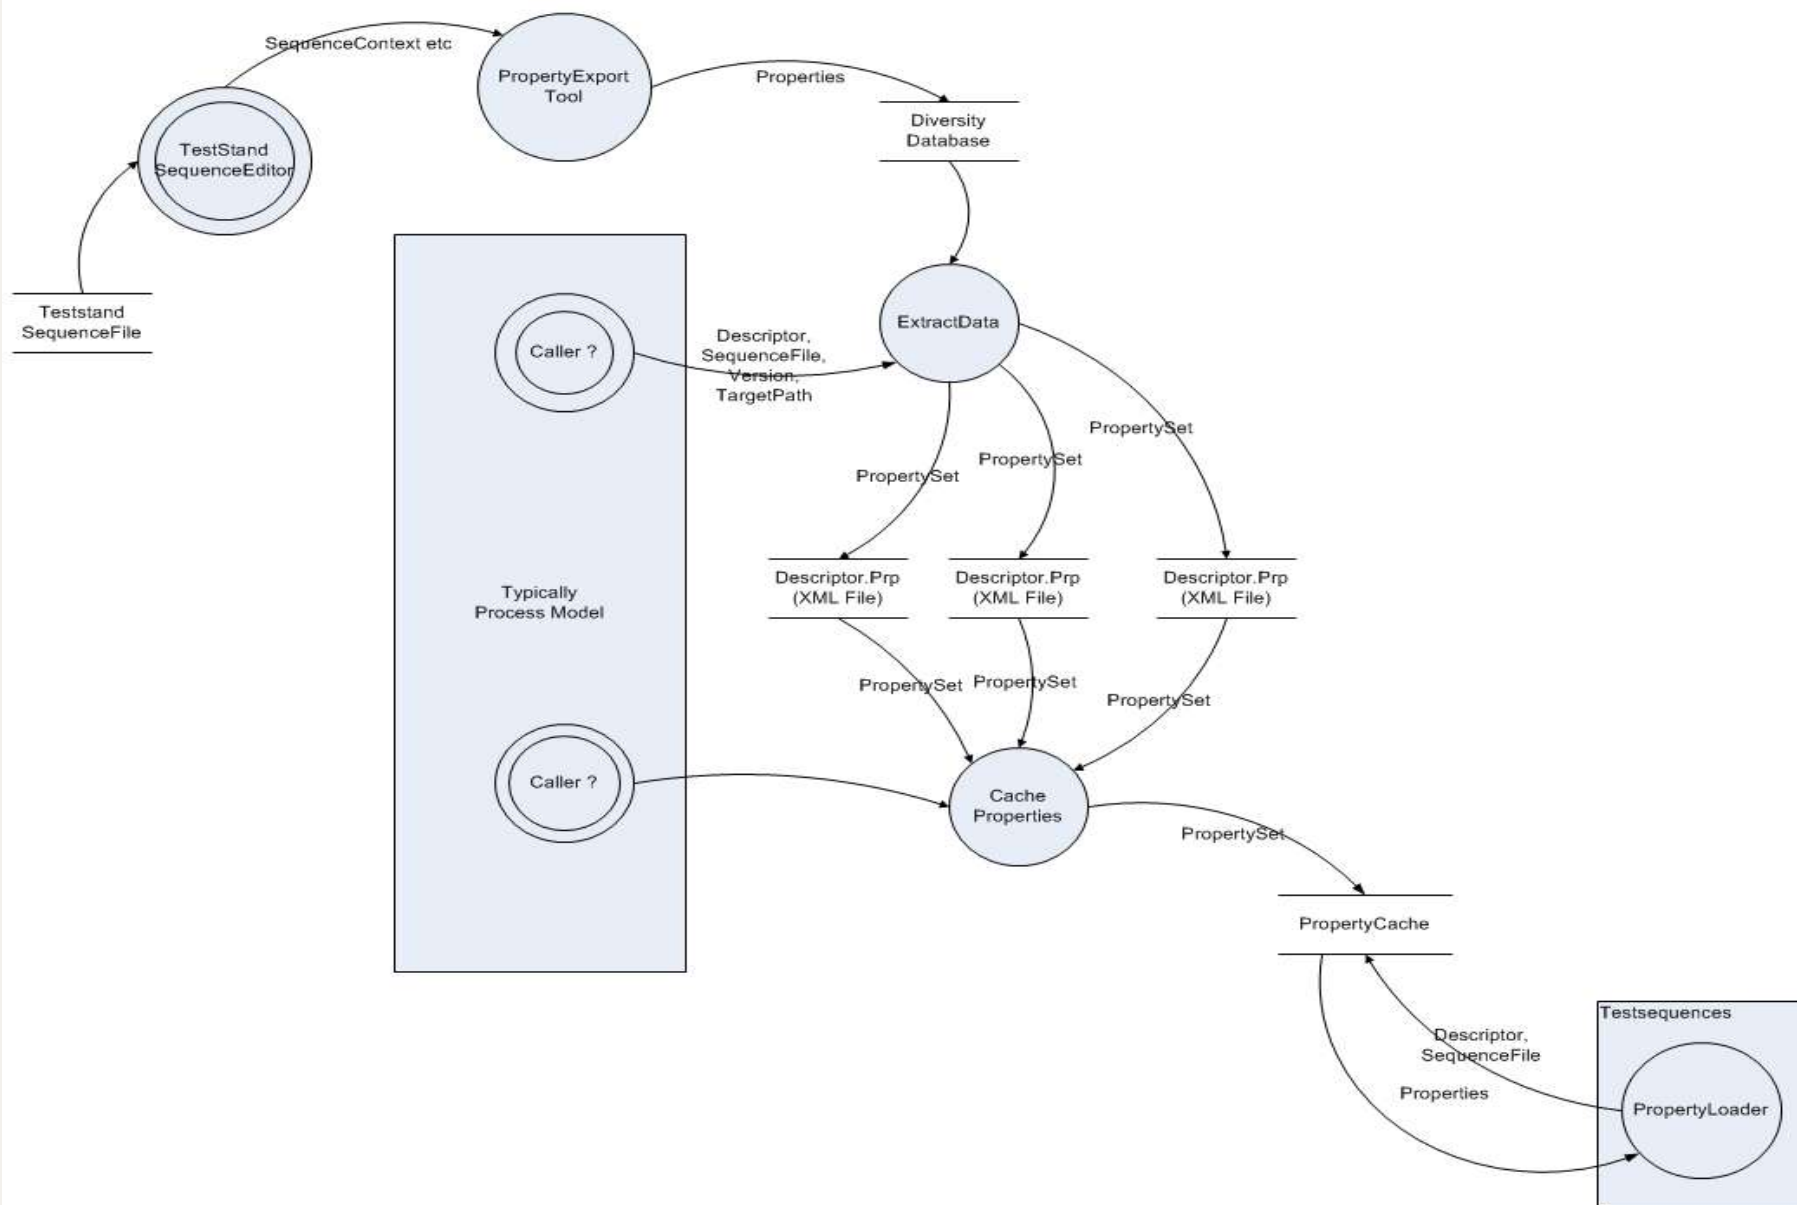 SequenceContext etc
PropertyExport
Tool
Properties
Diversity
Database
TestStand
SequenceEditor
Teststand
SequenceFile
Caller ?
Descriptor,
SequenceFile,
Version,
TargetPath
ExtractData
PropertySet
PropertySet
PropertySet
Typically
Process Model
Descriptor.Prp
(XML File)
Descriptor.Prp
(XML File)
Descriptor.Prp
(XML File)
PropertySet
PropertySet
PropertySet
Caller ?
Cache
Properties
PropertySet
PropertyCache
Testsequences
Descriptor,
SequenceFile
Properties
PropertyLoader